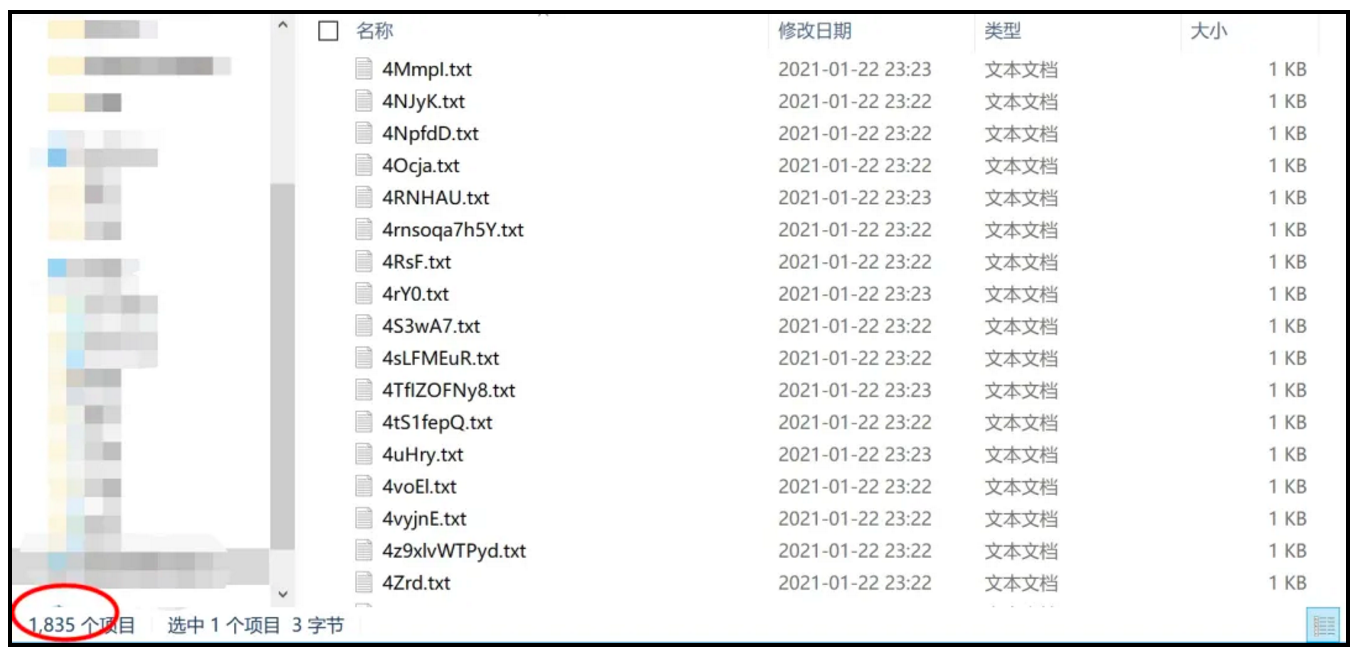 名称 修改日期 类型 大小
4MmpI.txt 2021-01-22 23:23 文本文档 1 KB
4NJyK.txt 2021-01-22 23:22 文本文档 1 KB
4NpfdD.txt 2021-01-22 23:22 文本文档 1 KB
4Ocja.txt 2021-01-22 23:22 文本文档 1 KB
4RNHAU.txt 2021-01-22 23:23 文本文档 1 KB
4rnsoqa7h5Y.txt 2021-01-22 23:22 文本文档 1 KB
4RsF.txt 2021-01-22 23:22 文本文档 1 KB
4rY0.txt 2021-01-22 23:23 文本文档 1 KB
4S3wA7.txt 2021-01-22 23:22 文本文档 1 KB
4sLFMEuR.txt 2021-01-22 23:22 文本文档 1 KB
4TfIZOFNy8.txt 2021-01-22 23:23 文本文档 1 KB
4tS1fepQ.txt 2021-01-22 23:22 文本文档 1 KB
4uHry.txt 2021-01-22 23:23 文本文档 1 KB
4voEl.txt 2021-01-22 23:22 文本文档 1 KB
4vyjnE.txt 2021-01-22 23:22 文本文档 1 KB
4z9xlvWTPyd.txt 2021-01-22 23:22 文本文档 1 KB
4Zrd.txt 2021-01-22 23:22 文本文档 1 KB
1,835 个项目 选中 1 个项目 3 字节